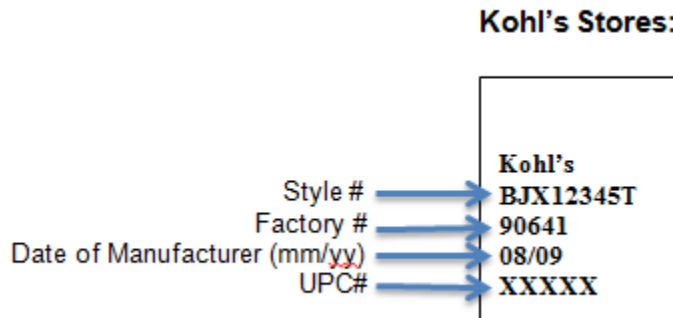 Kohl's Stores:
Kohl's
Style # BJX12345T
Factory # 90641
Date of Manufacturer (mm/yy) 08/09
UPC# XXXXX